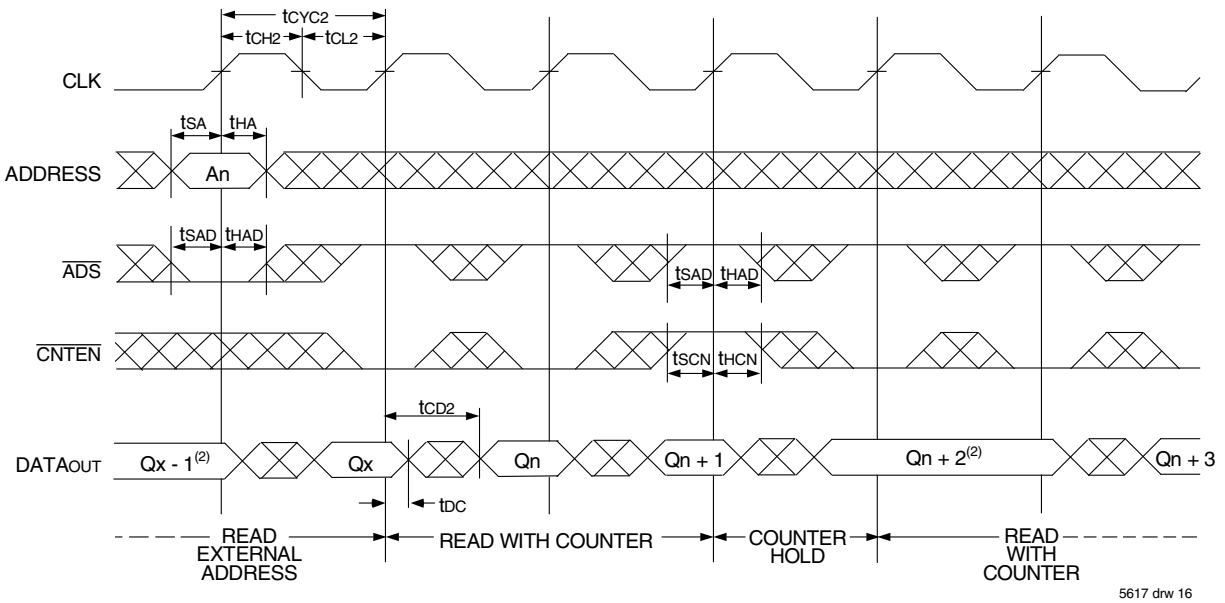 tCYC2
tCH2 tCL2
CLK
tSA tHA
ADDRESS An
tSAD tHAD
ADS tSAD tHAD
CNTEN
tSCN tHCN
tCD2
DATAOUT Qx - 1(2) Qx Qn Qn + 1 Qn + 2(2) Qn + 3
tDC
READ EXTERNAL ADDRESS
READ WITH COUNTER
COUNTER HOLD
READ WITH COUNTER
5617 drw 16